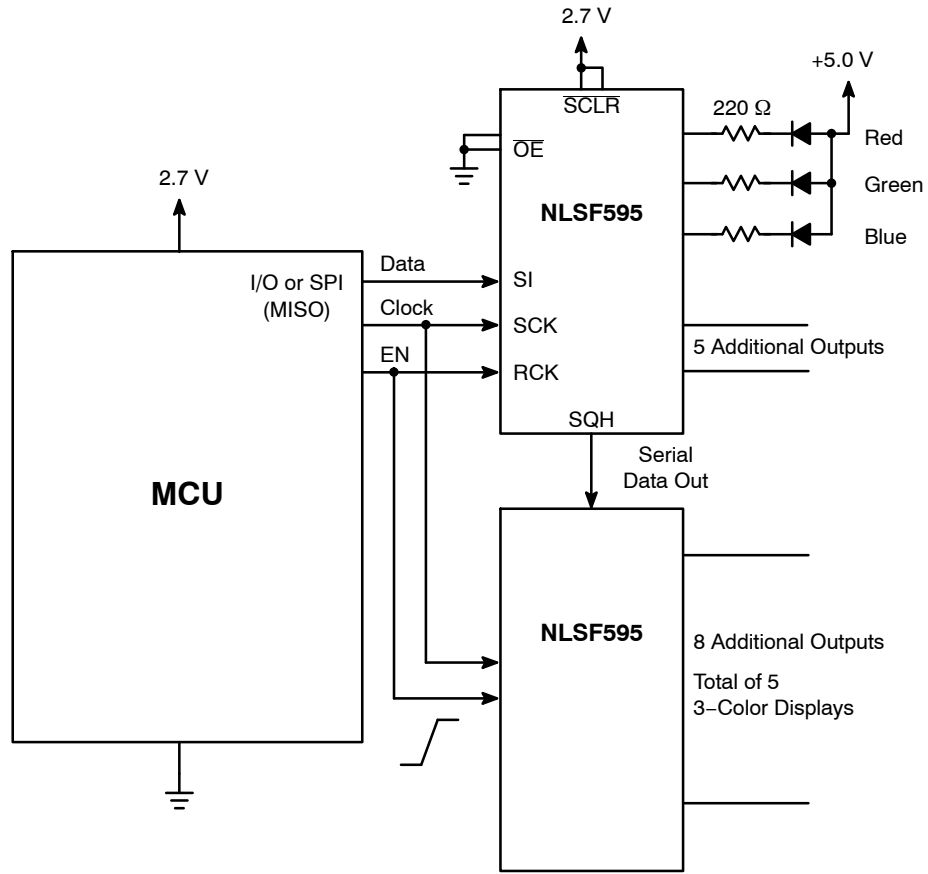 2.7 V
+5.0 V
SCLR
220 Ω
Red
OE
2.7 V
Green
NLSF595
Blue
Data
I/O or SPI
(MISO)
SI
Clock
SCK
5 Additional Outputs
EN
RCK
SQH
Serial
Data Out
MCU
NLSF595
8 Additional Outputs
Total of 5
3−Color Displays